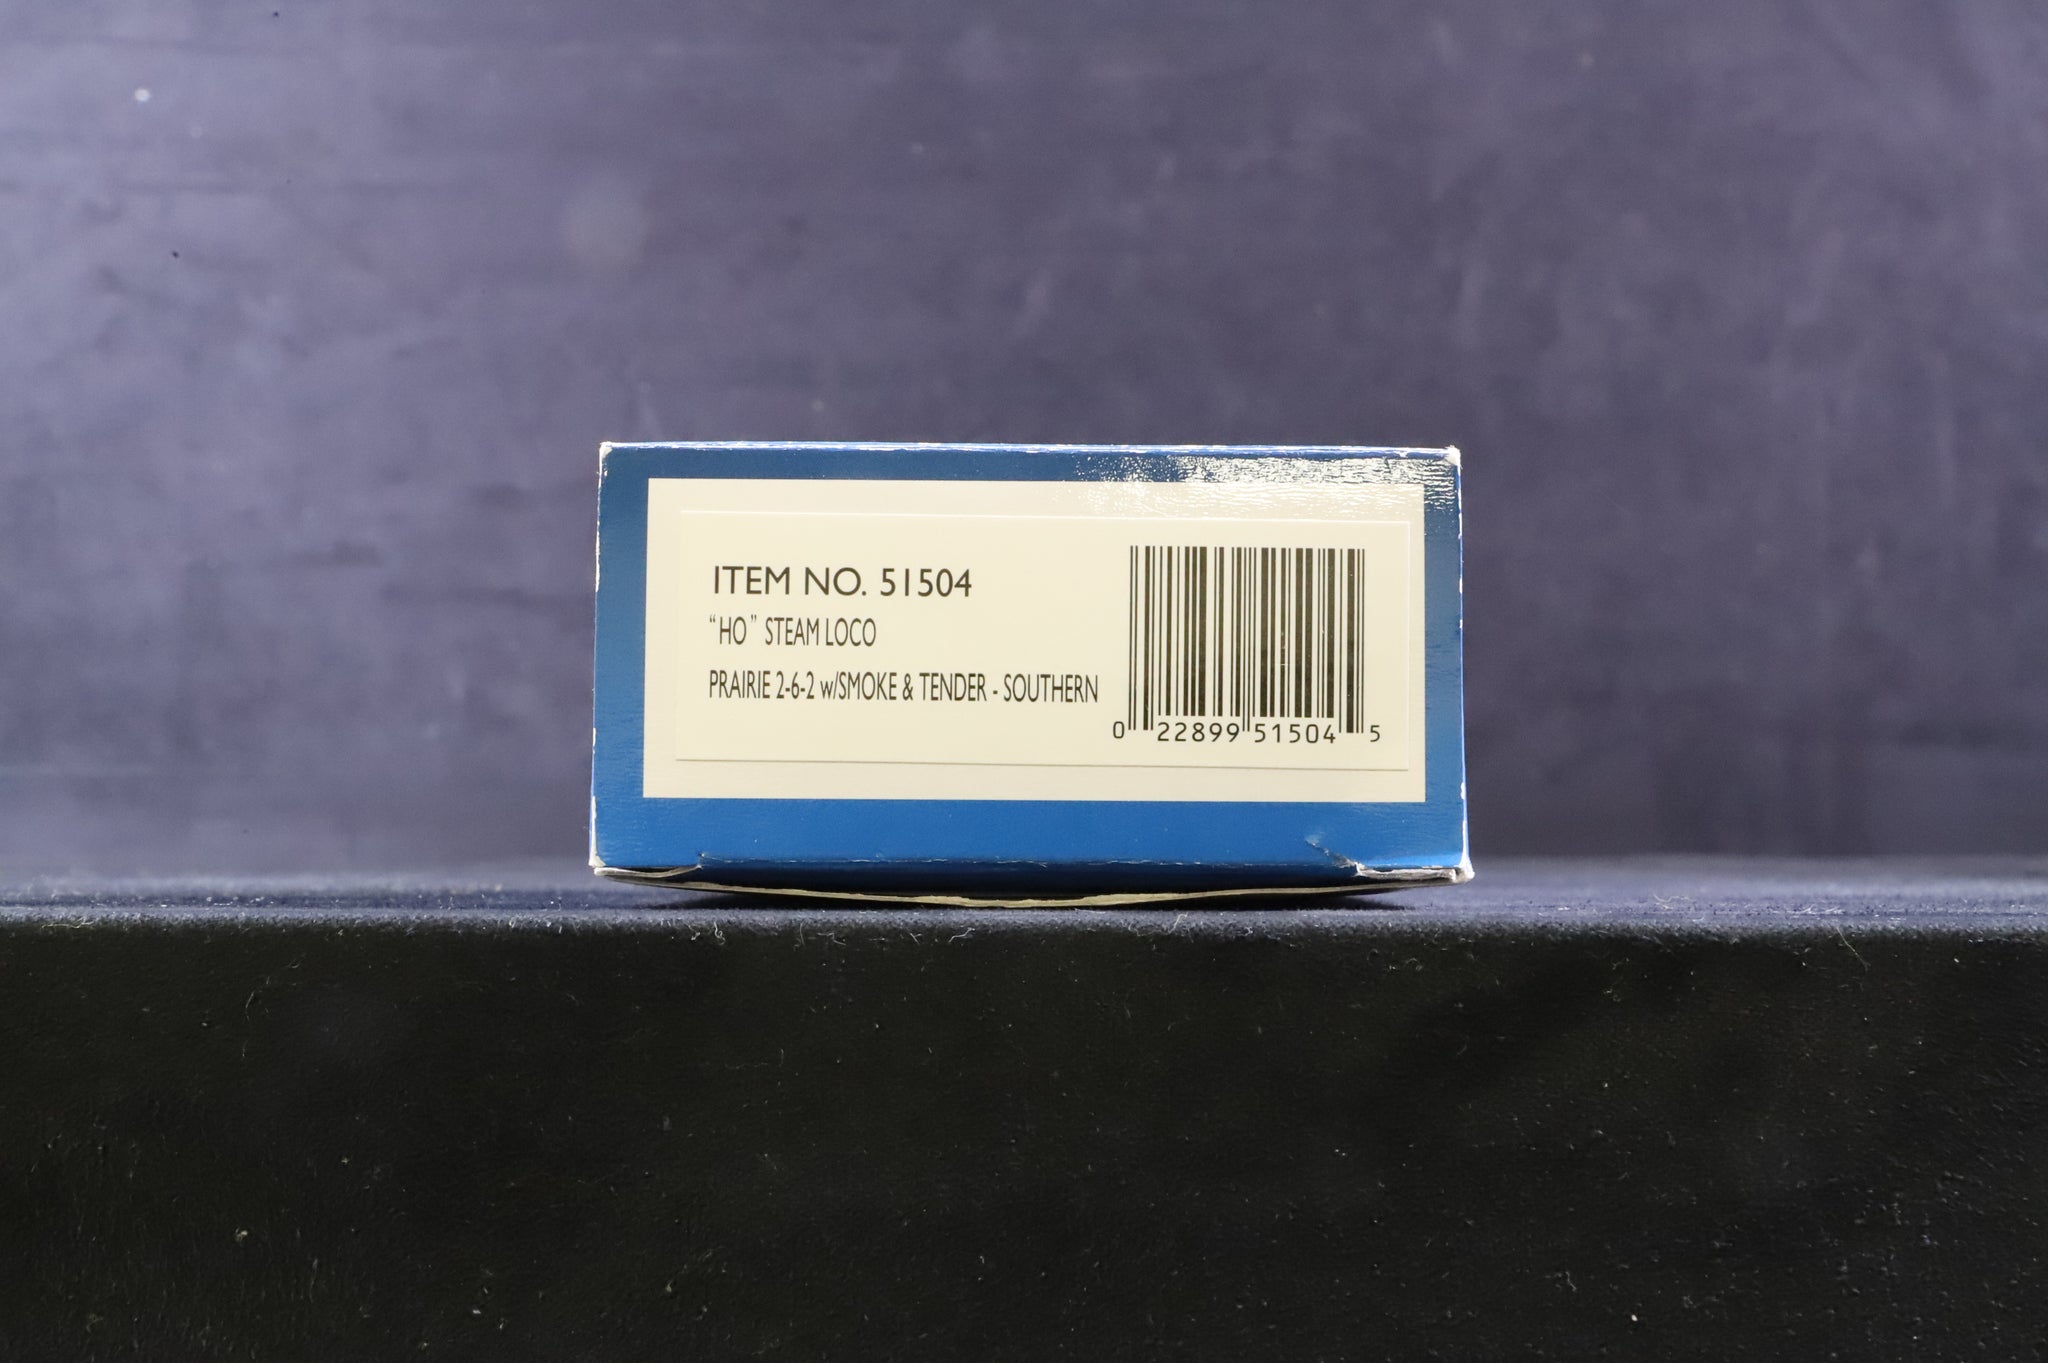 ITEM NO. 51504
“HO” STEAM LOCO
PRAIRIE 2-6-2 w/SMOKE & TENDER - SOUTHERN
0 22899 51504 5